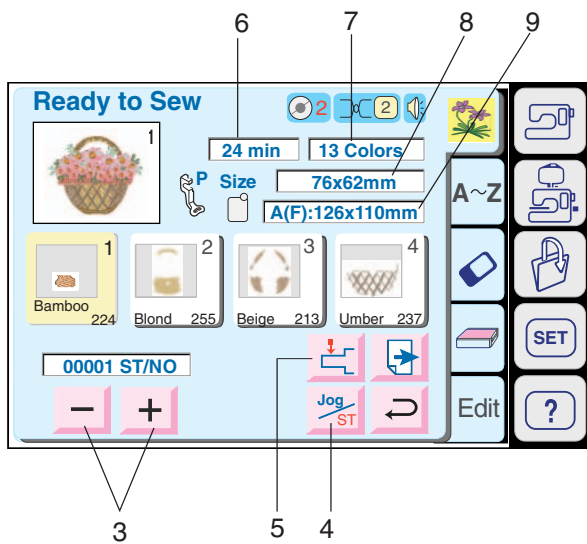 6
7
8
9
Ready to Sew
2
2
1
24 min
13 Colors
P
Size
76x62mm
A(F):126x110mm
A~Z
1
Bamboo
224
2
Blond
255
3
Beige
213
4
Umber
237
00001 ST/NO
−
+
Jog
ST
Edit
SET
?
3
5
4